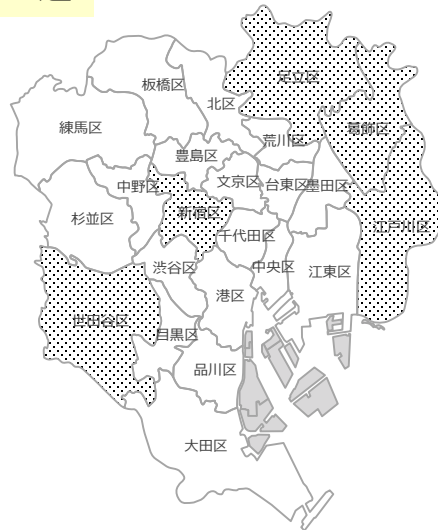 足立区
板橋区
北区
葛飾区
練馬区
荒川区
豊島区
中野区
文京区
台東区
墨田区
杉並区
新宿区
千代田区
江戸川区
渋谷区
中央区
江東区
港区
世田谷区
目黒区
品川区
大田区